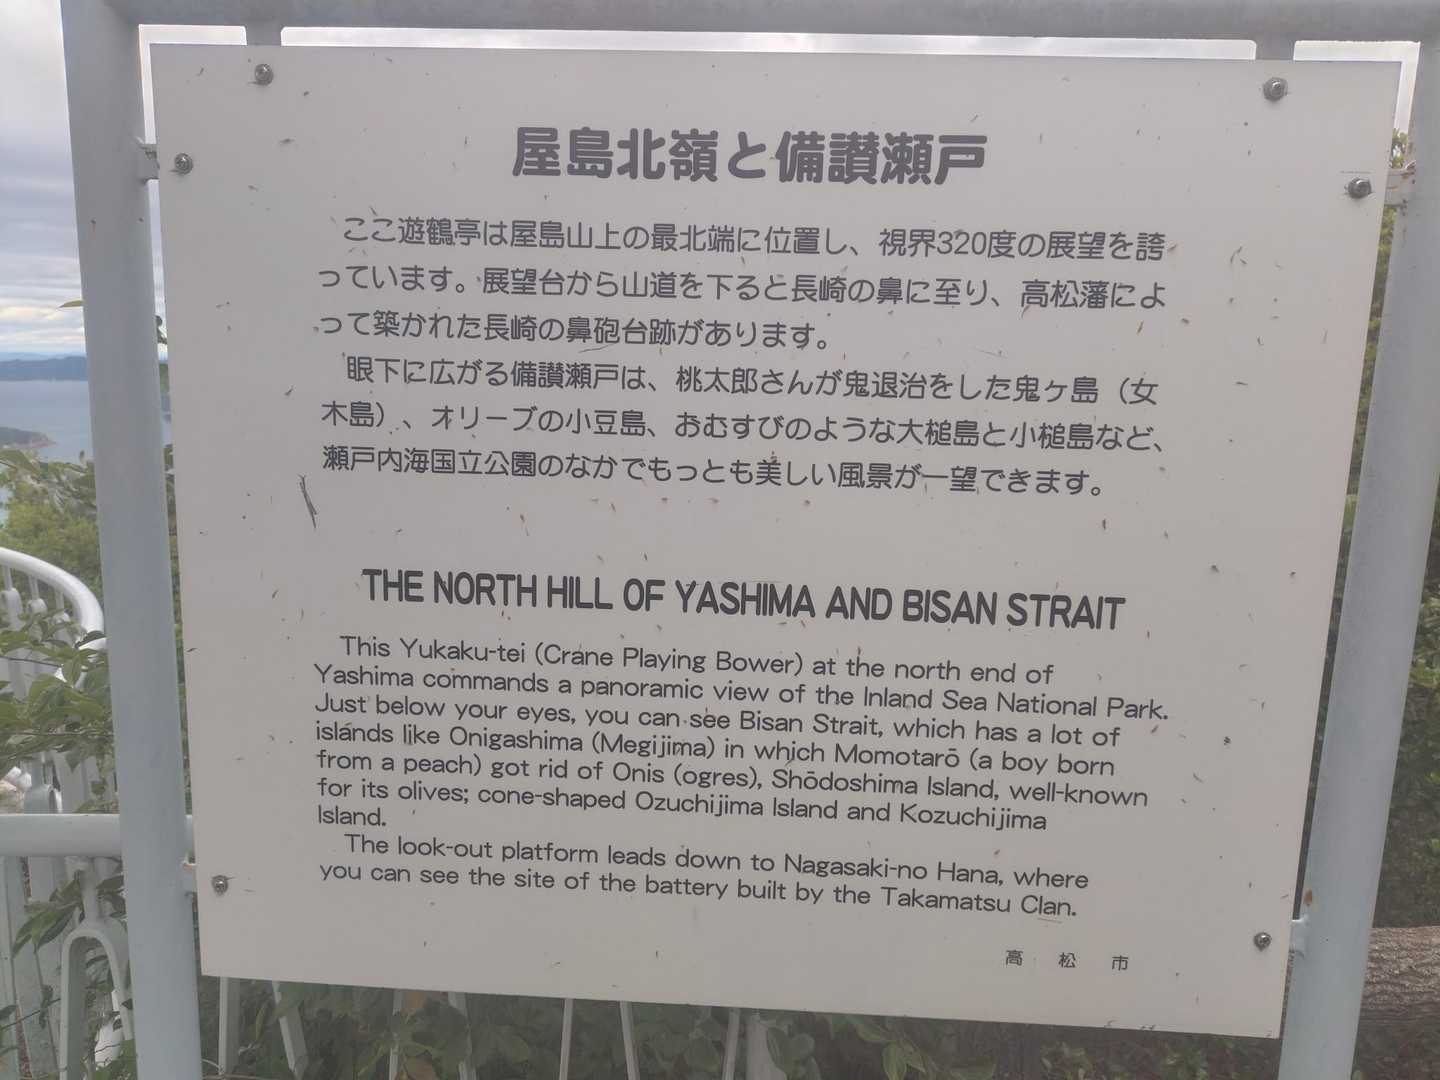 屋島北嶺と備讃瀬戸
ここ遊鶴亭は屋島山上の最北端に位置し、視界320度の展望を誇
っています。展望台から山道を下ると長崎の鼻に至り、高松藩によ
って築かれた長崎の鼻砲台跡があります。
眼下に広がる備讃瀬戸は、桃太郎さんが鬼退治をした鬼ヶ島（女
木島）、オリーブの小豆島、おむすびのような大槌島と小槌島など、
瀬戸内海国立公園のなかでもっとも美しい風景が一望できます。
THE NORTH HILL OF YASHIMA AND BISAN STRAIT
This Yukaku-tei (Crane Playing Bower) at the north end of
Yashima commands a panoramic view of the Inland Sea National Park.
Just below your eyes, you can see Bisan Strait, which has a lot of
islands like Onigashima (Megijima) in which Momotarō (a boy born
from a peach) got rid of Onis (ogres), Shōdoshima Island, well-known
for its olives; cone-shaped Ozuchijima Island and Kozuchijima
Island.
The look-out platform leads down to Nagasaki-no Hana, where
you can see the site of the battery built by the Takamatsu Clan.
高松市